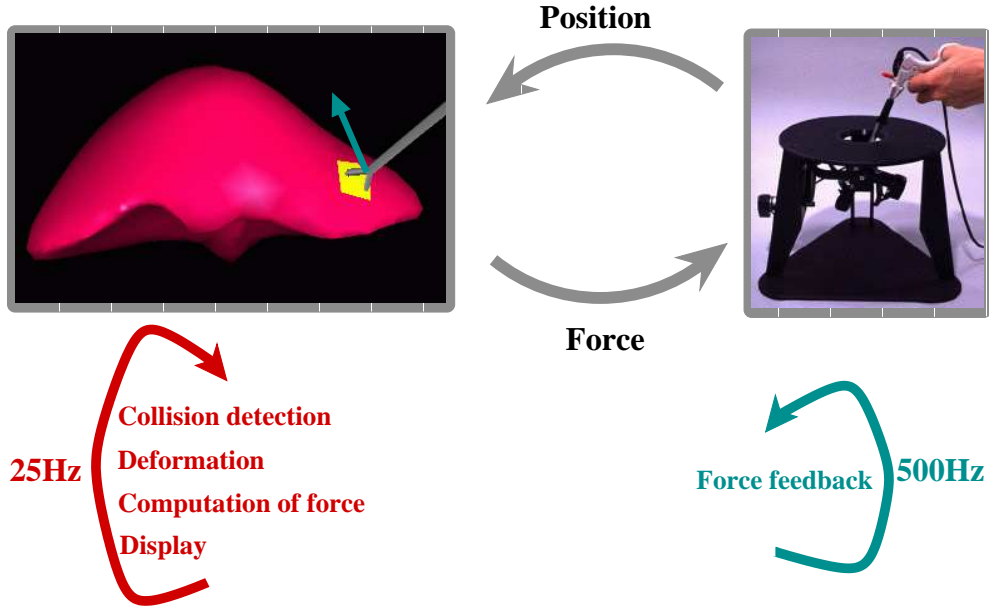 Position
Force
25Hz
Collision detection
Deformation
Computation of force
Display
Force feedback
500Hz